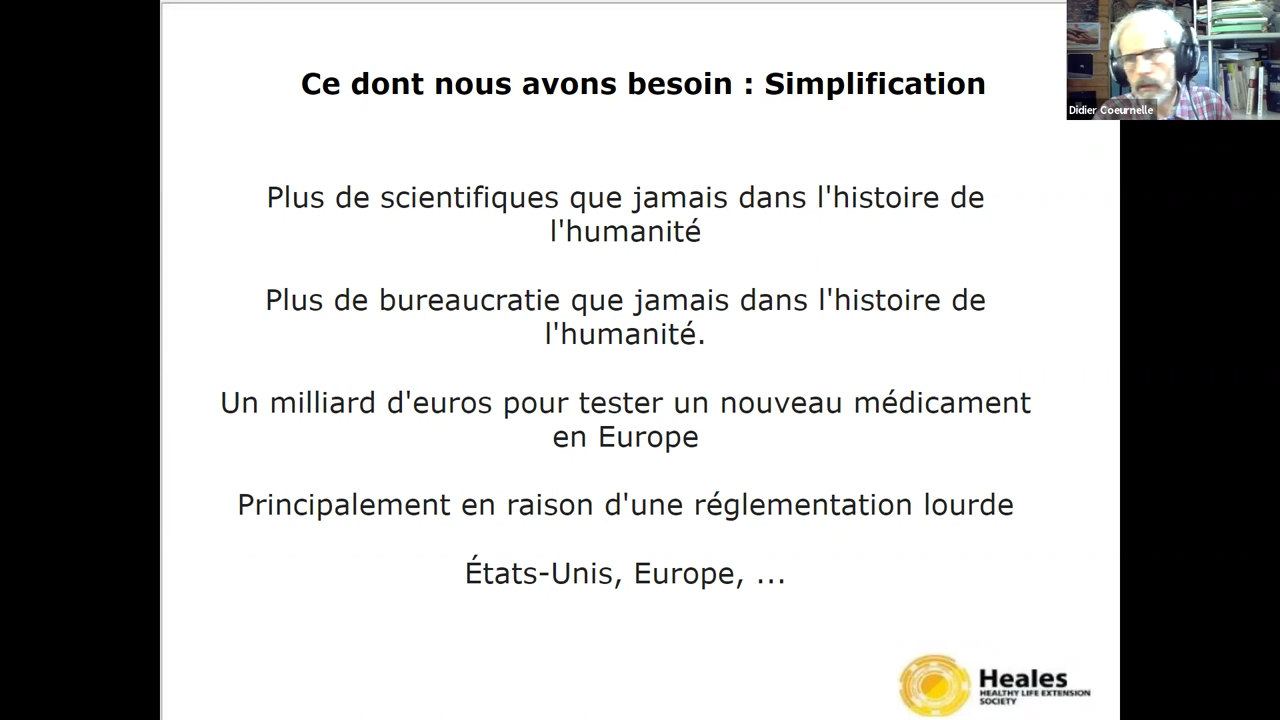 Ce dont nous avons besoin : Simplification
Didier Coeurnelle
Plus de scientifiques que jamais dans l'histoire de
l'humanité
Plus de bureaucratie que jamais dans l'histoire de
l'humanité.
Un milliard d'euros pour tester un nouveau médicament
en Europe
Principalement en raison d'une réglementation lourde
États-Unis, Europe, ...
Heales
HEALTHY LIFE EXTENSION
SOCIETY